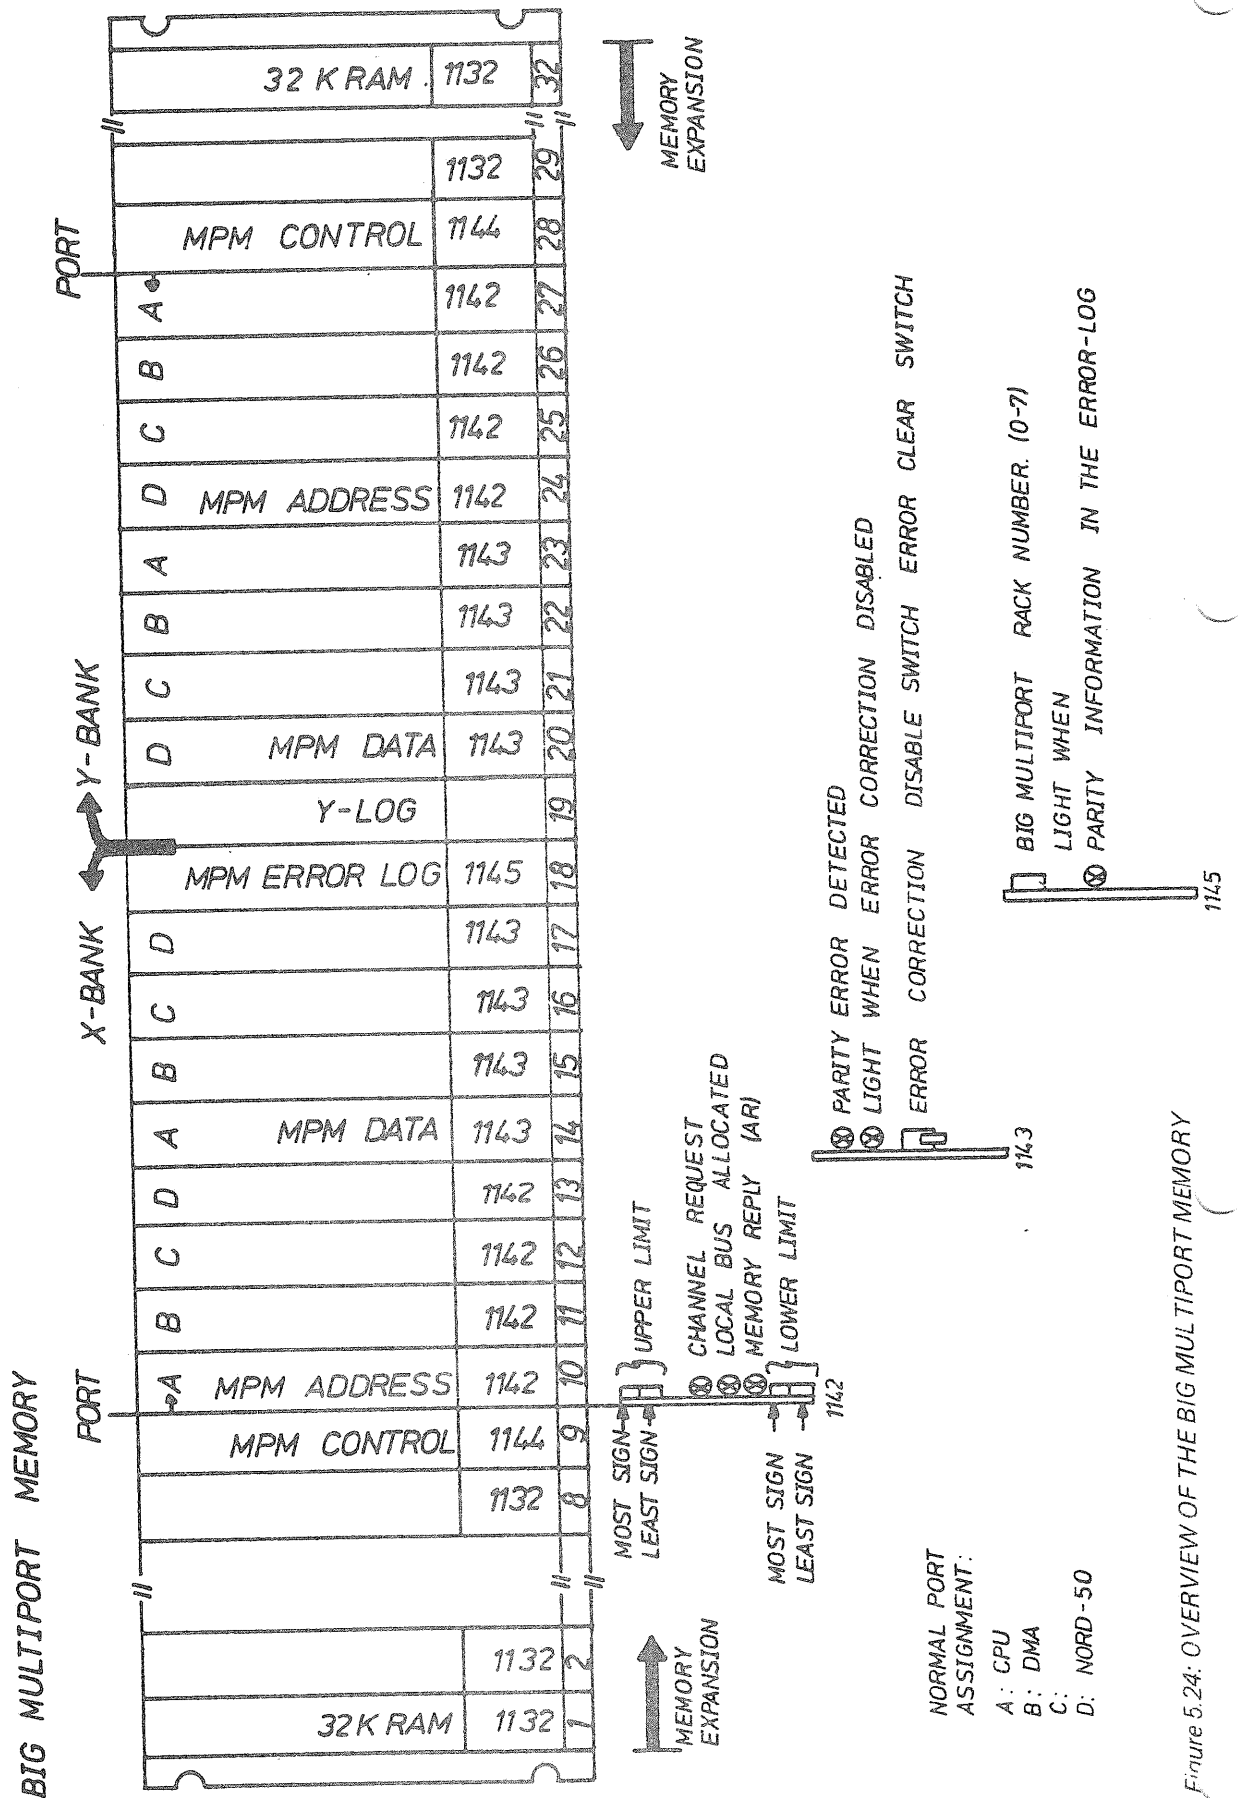 BIG MULTIPORT MEMORY
PORT
X-BANK
Y-BANK
PORT
32K RAM 1132 1
1132 2
1132 8
MPM CONTROL 1144 9
A MPM ADDRESS 1142 10
B 1142 11
C 1142 12
D 1142 13
A MPM DATA 1143 14
B 1143 15
C 1143 16
D 1143 17
MPM ERROR LOG 1145 18
Y-LOG 19
D MPM DATA 1143 20
C 1143 21
B 1143 22
A 1143 23
D MPM ADDRESS 1142 24
C 1142 25
B 1142 26
A 1142 27
MPM CONTROL 1144 28
1132 29
32 K RAM 1132 32
MEMORY
EXPANSION
MEMORY
EXPANSION
MOST SIGN
LEAST SIGN
UPPER LIMIT
CHANNEL REQUEST
LOCAL BUS ALLOCATED
MEMORY REPLY (AR)
MOST SIGN
LEAST SIGN
LOWER LIMIT
1142
PARITY ERROR DETECTED
LIGHT WHEN ERROR CORRECTION DISABLED
ERROR CORRECTION DISABLE SWITCH ERROR CLEAR SWITCH
1143
BIG MULTIPORT RACK NUMBER. (0-7)
LIGHT WHEN
PARITY INFORMATION IN THE ERROR-LOG
1145
NORMAL PORT
ASSIGNMENT:
A: CPU
B: DMA
C:
D: NORD-50
Figure 5.24: OVERVIEW OF THE BIG MULTIPORT MEMORY